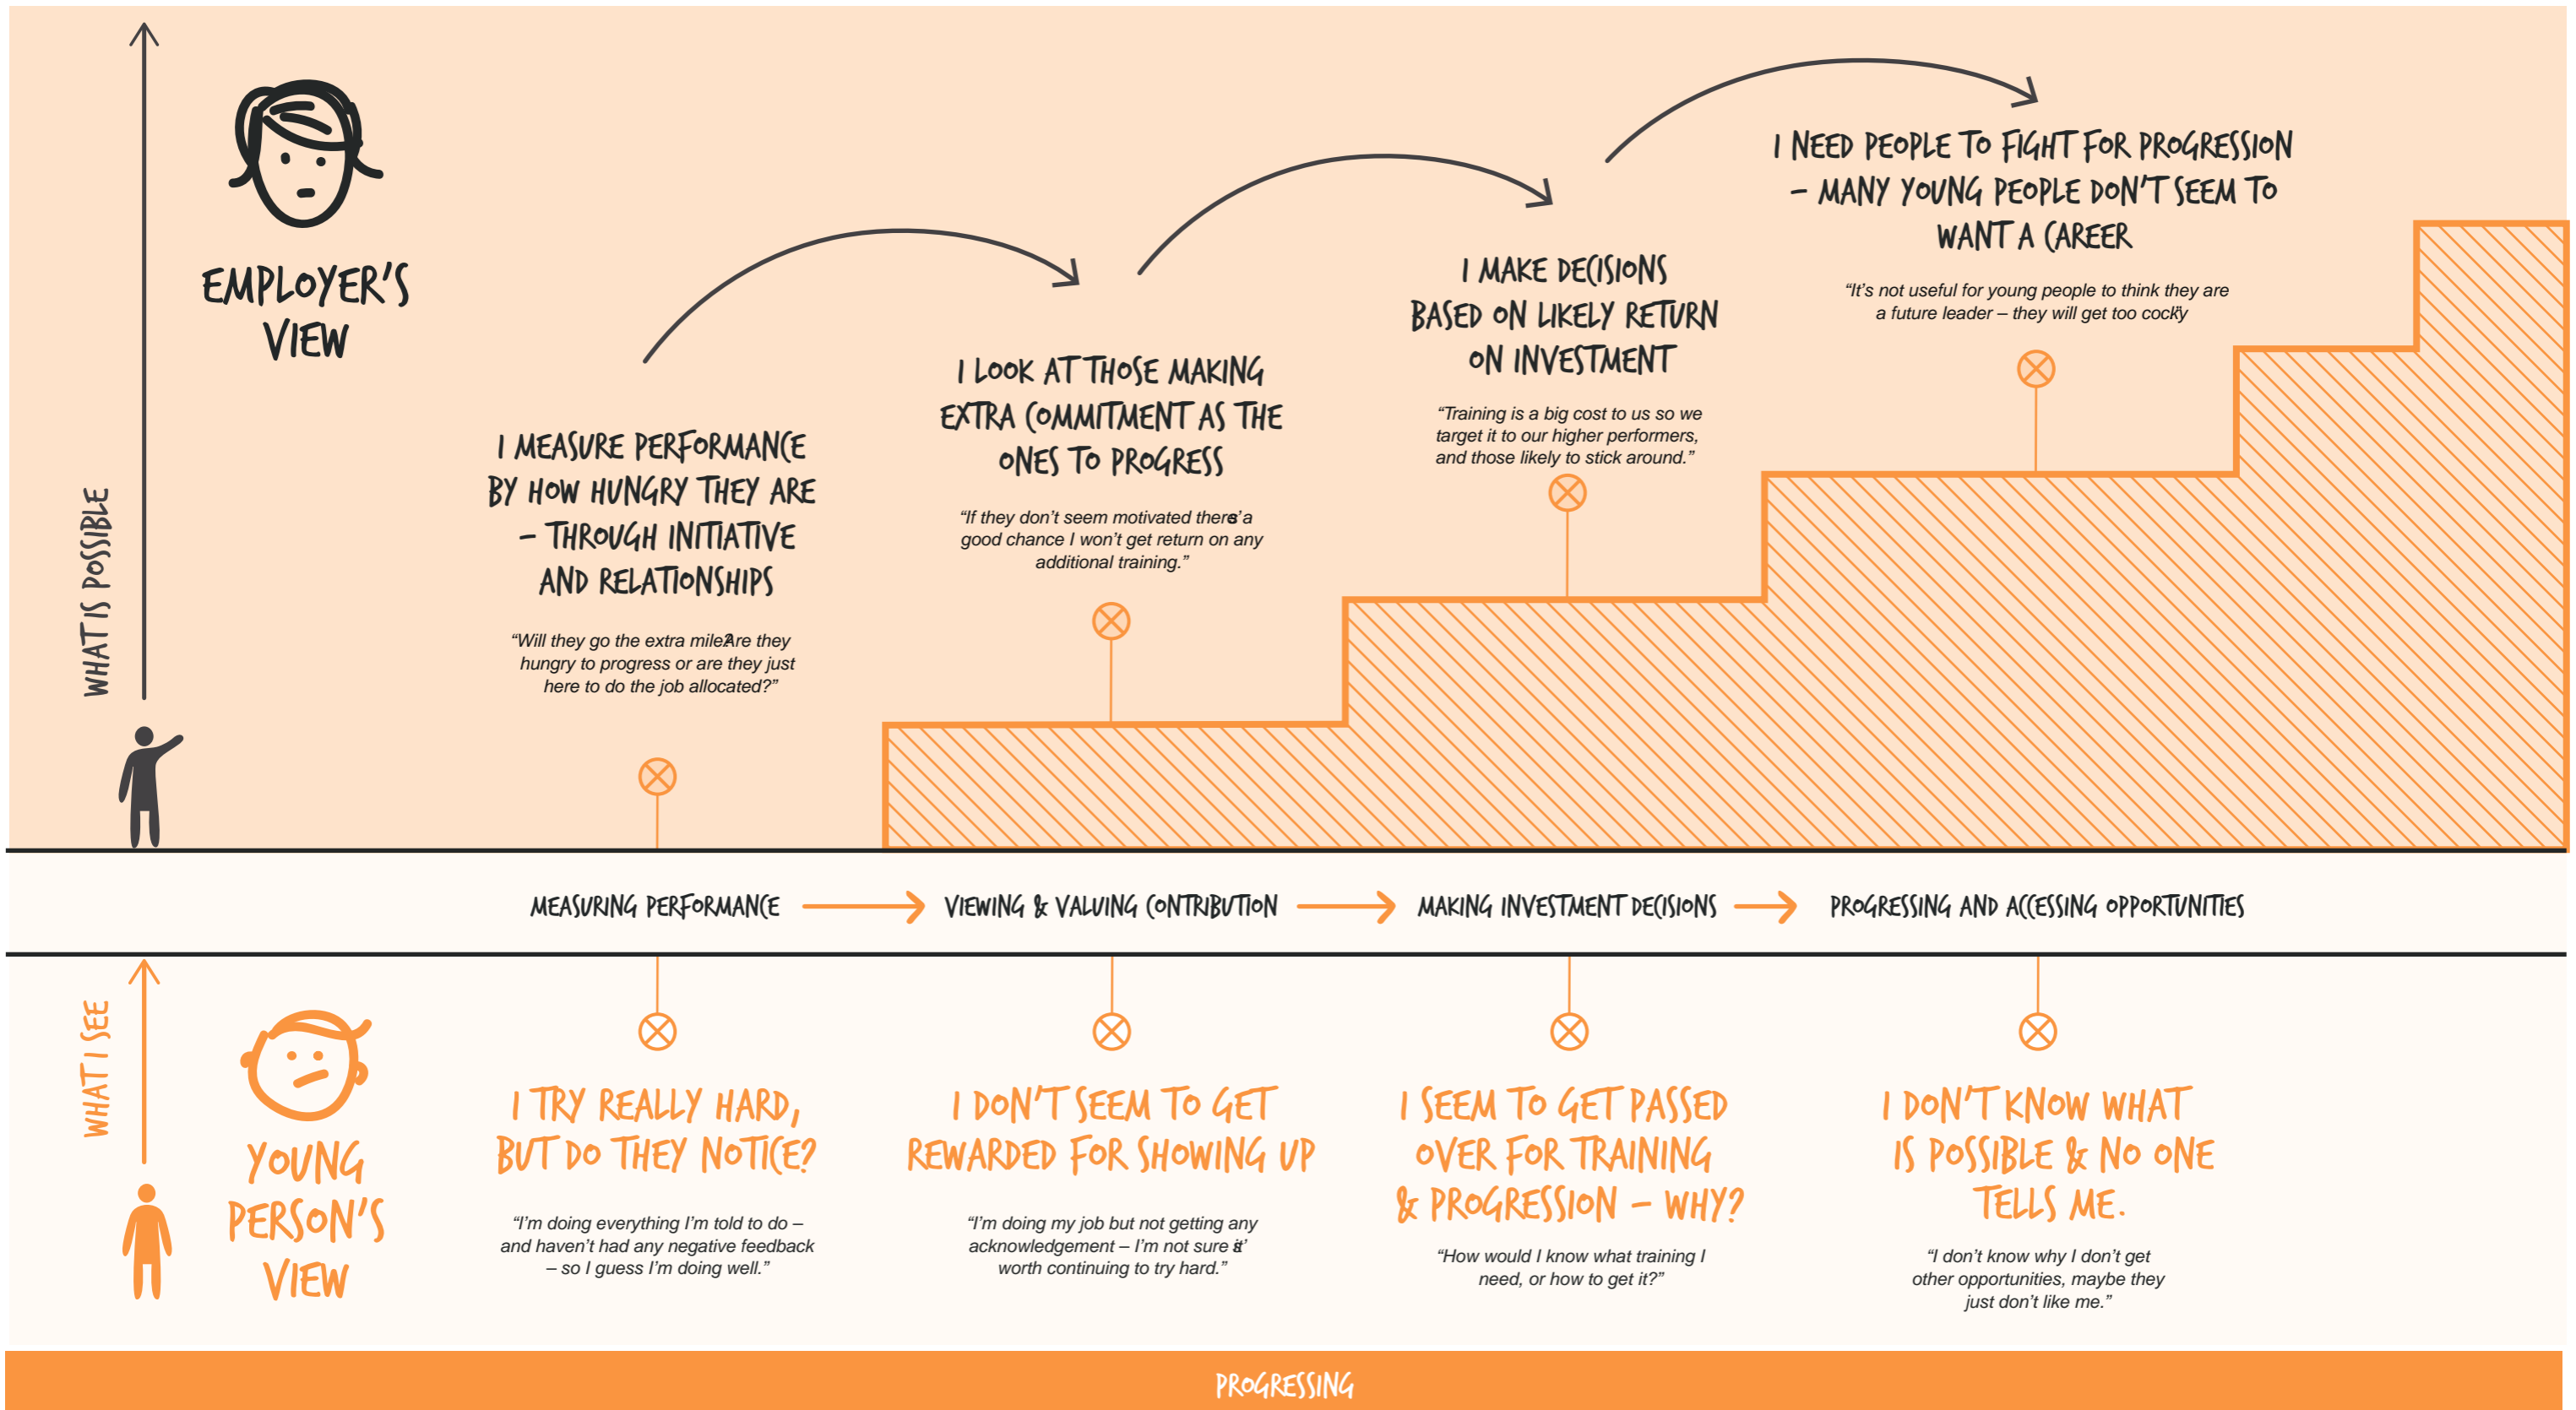 EMPLOYER'S
VIEW
WHAT IS POSSIBLE
I MEASURE PERFORMANCE
BY HOW HUNGRY THEY ARE
– THROUGH INITIATIVE
AND RELATIONSHIPS
“Will they go the extra mile? Are they
hungry to progress or are they just
here to do the job allocated?”
I LOOK AT THOSE MAKING
EXTRA COMMITMENT AS THE
ONES TO PROGRESS
“If they don’t seem motivated there’s a
good chance I won’t get return on any
additional training.”
I MAKE DECISIONS
BASED ON LIKELY RETURN
ON INVESTMENT
“Training is a big cost to us so we
target it to our higher performers,
and those likely to stick around.”
I NEED PEOPLE TO FIGHT FOR PROGRESSION
– MANY YOUNG PEOPLE DON'T SEEM TO
WANT A CAREER
“It’s not useful for young people to think they are
a future leader – they will get too cocky”
MEASURING PERFORMANCE
VIEWING & VALUING CONTRIBUTION
MAKING INVESTMENT DECISIONS
PROGRESSING AND ACCESSING OPPORTUNITIES
WHAT I SEE
YOUNG
PERSON'S
VIEW
I TRY REALLY HARD,
BUT DO THEY NOTICE?
“I’m doing everything I’m told to do –
and haven’t had any negative feedback
– so I guess I’m doing well.”
I DON'T SEEM TO GET
REWARDED FOR SHOWING UP
“I’m doing my job but not getting any
acknowledgement – I’m not sure it’s
worth continuing to try hard.”
I SEEM TO GET PASSED
OVER FOR TRAINING
& PROGRESSION – WHY?
“How would I know what training I
need, or how to get it?”
I DON'T KNOW WHAT
IS POSSIBLE & NO ONE
TELLS ME.
“I don’t know why I don’t get
other opportunities, maybe they
just don’t like me.”
PROGRESSING